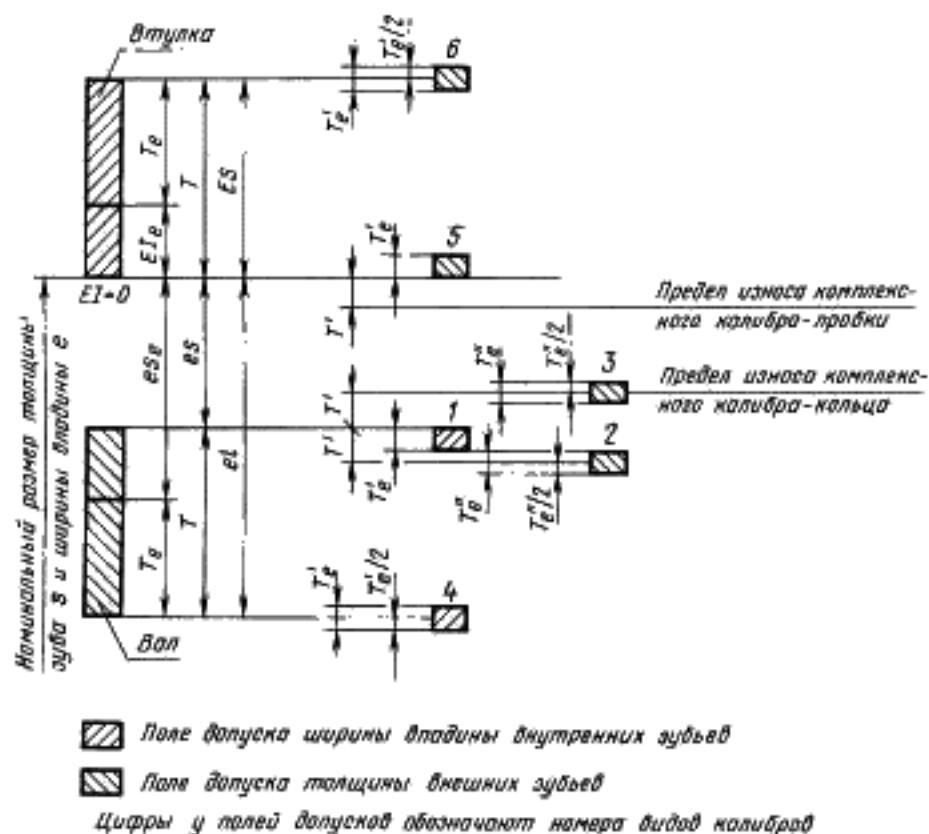 Втулка
T'e/2
6
T'e
Te
T
ES
EIe
T'e
5
EI=0
Предел износа комплекс-
кого калибра-пробки
T'
T"e
T"e/2
3
Предел износа комплекс-
ного калибра-кольца
ese
es
ei
T'
1
T'
T'e
2
T"e
T"e/2
Te
T
T'e
T'e/2
4
Вал
Номинальный размер толщины
зуба s и ширины впадины e
Поле допуска ширины впадины внутренних зубьев
Поле допуска толщины внешних зубьев
Цифры у полей допусков обозначают номера видов калибров